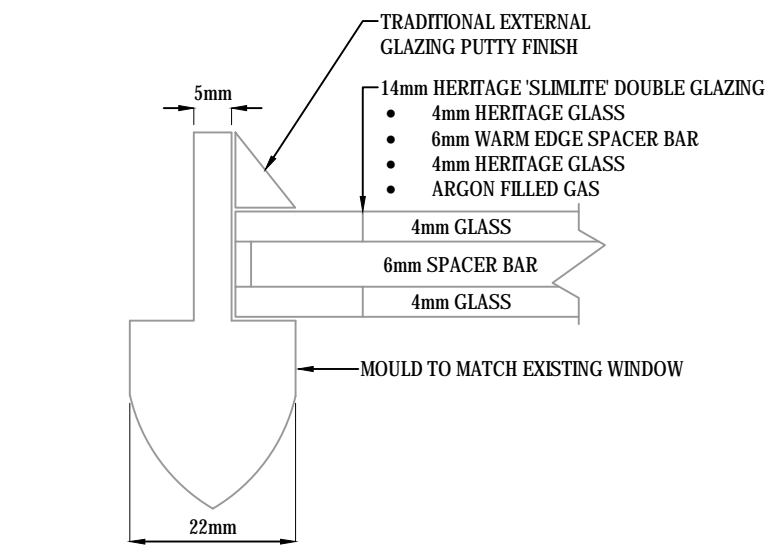 TRADITIONAL EXTERNAL
GLAZING PUTTY FINISH
5mm
14mm HERITAGE 'SLIMLITE' DOUBLE GLAZING
• 4mm HERITAGE GLASS
• 6mm WARM EDGE SPACER BAR
• 4mm HERITAGE GLASS
• ARGON FILLED GAS
4mm GLASS
6mm SPACER BAR
4mm GLASS
MOULD TO MATCH EXISTING WINDOW
22mm